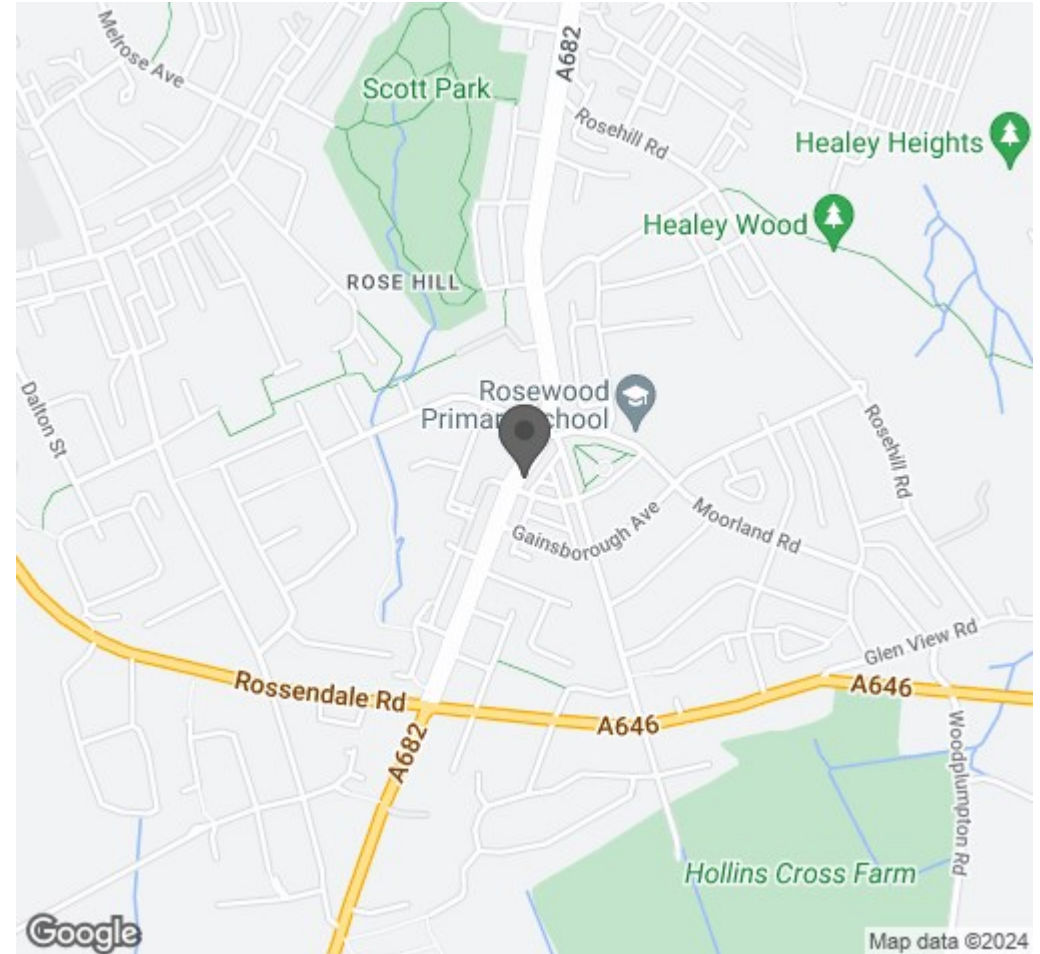 Melrose Ave
A682
Scott Park
Rosehill Rd
Healey Heights
Healey Wood
ROSE HILL
Dalton St
Rosewood
Primary School
Rosehill Rd
Gainsborough Ave
Moorland Rd
Glen View Rd
Rossendale Rd
A646
A646
A682
Woodplumpton Rd
Hollins Cross Farm
Google
Map data ©2024